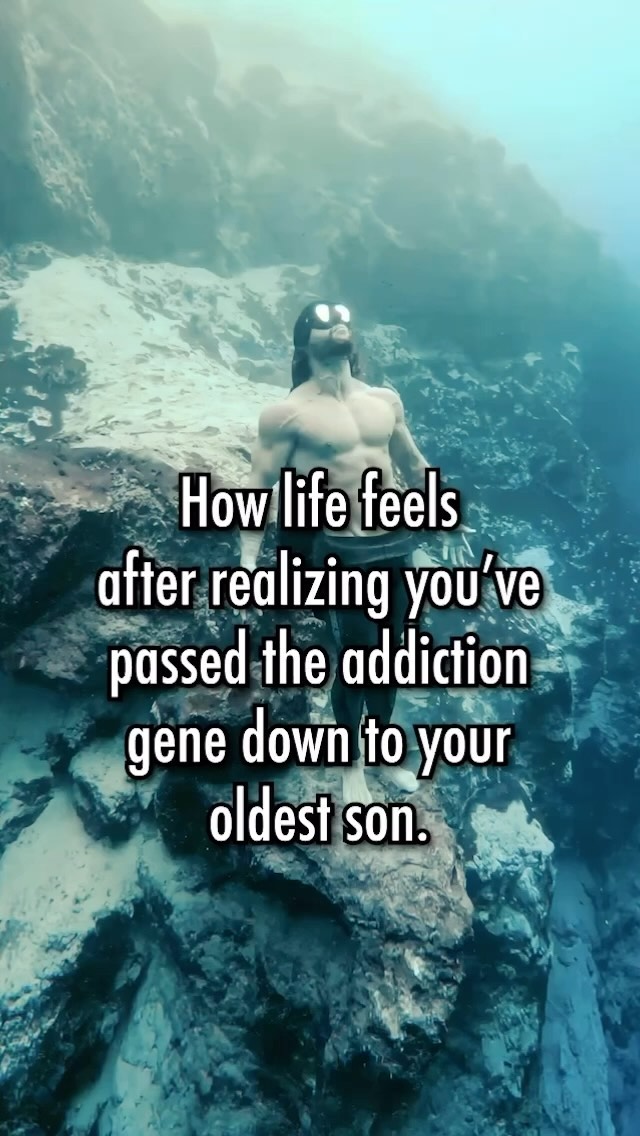 How life feels
after realizing you've
passed the addiction
gene down to your
oldest son.